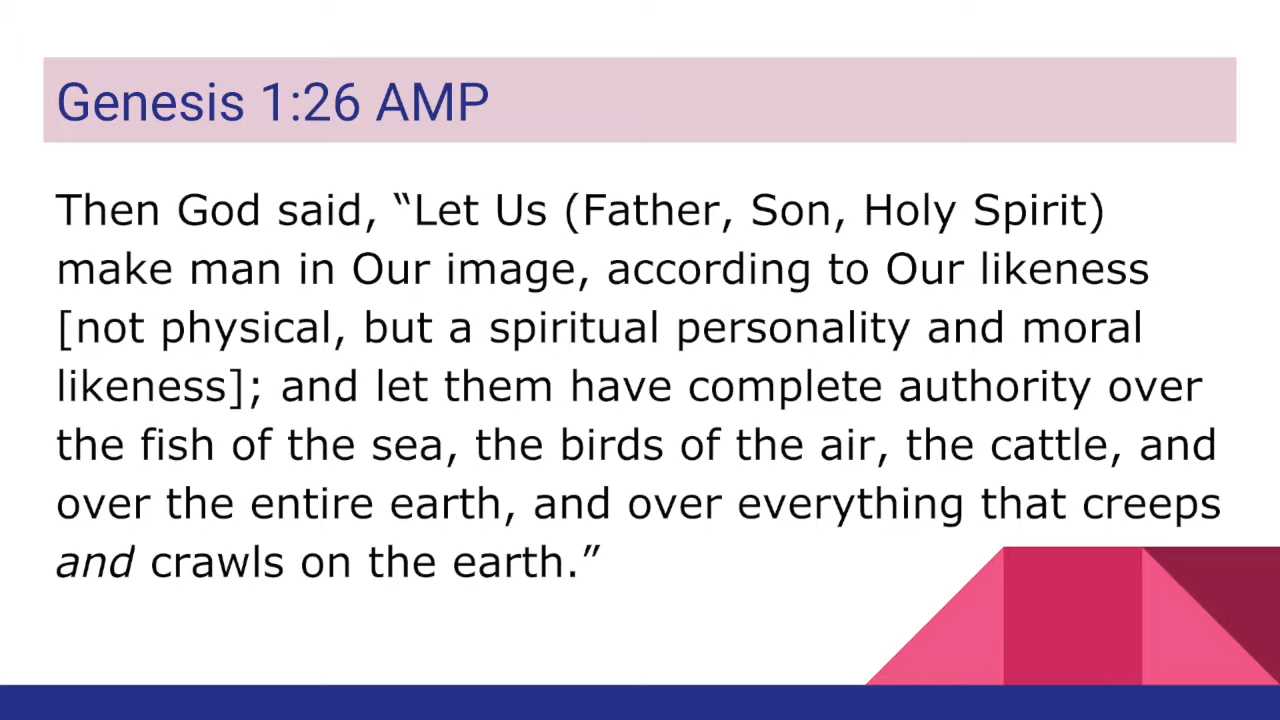 Genesis 1:26 AMP
Then God said, “Let Us (Father, Son, Holy Spirit)
make man in Our image, according to Our likeness
[not physical, but a spiritual personality and moral
likeness]; and let them have complete authority over
the fish of the sea, the birds of the air, the cattle, and
over the entire earth, and over everything that creeps
and crawls on the earth.”